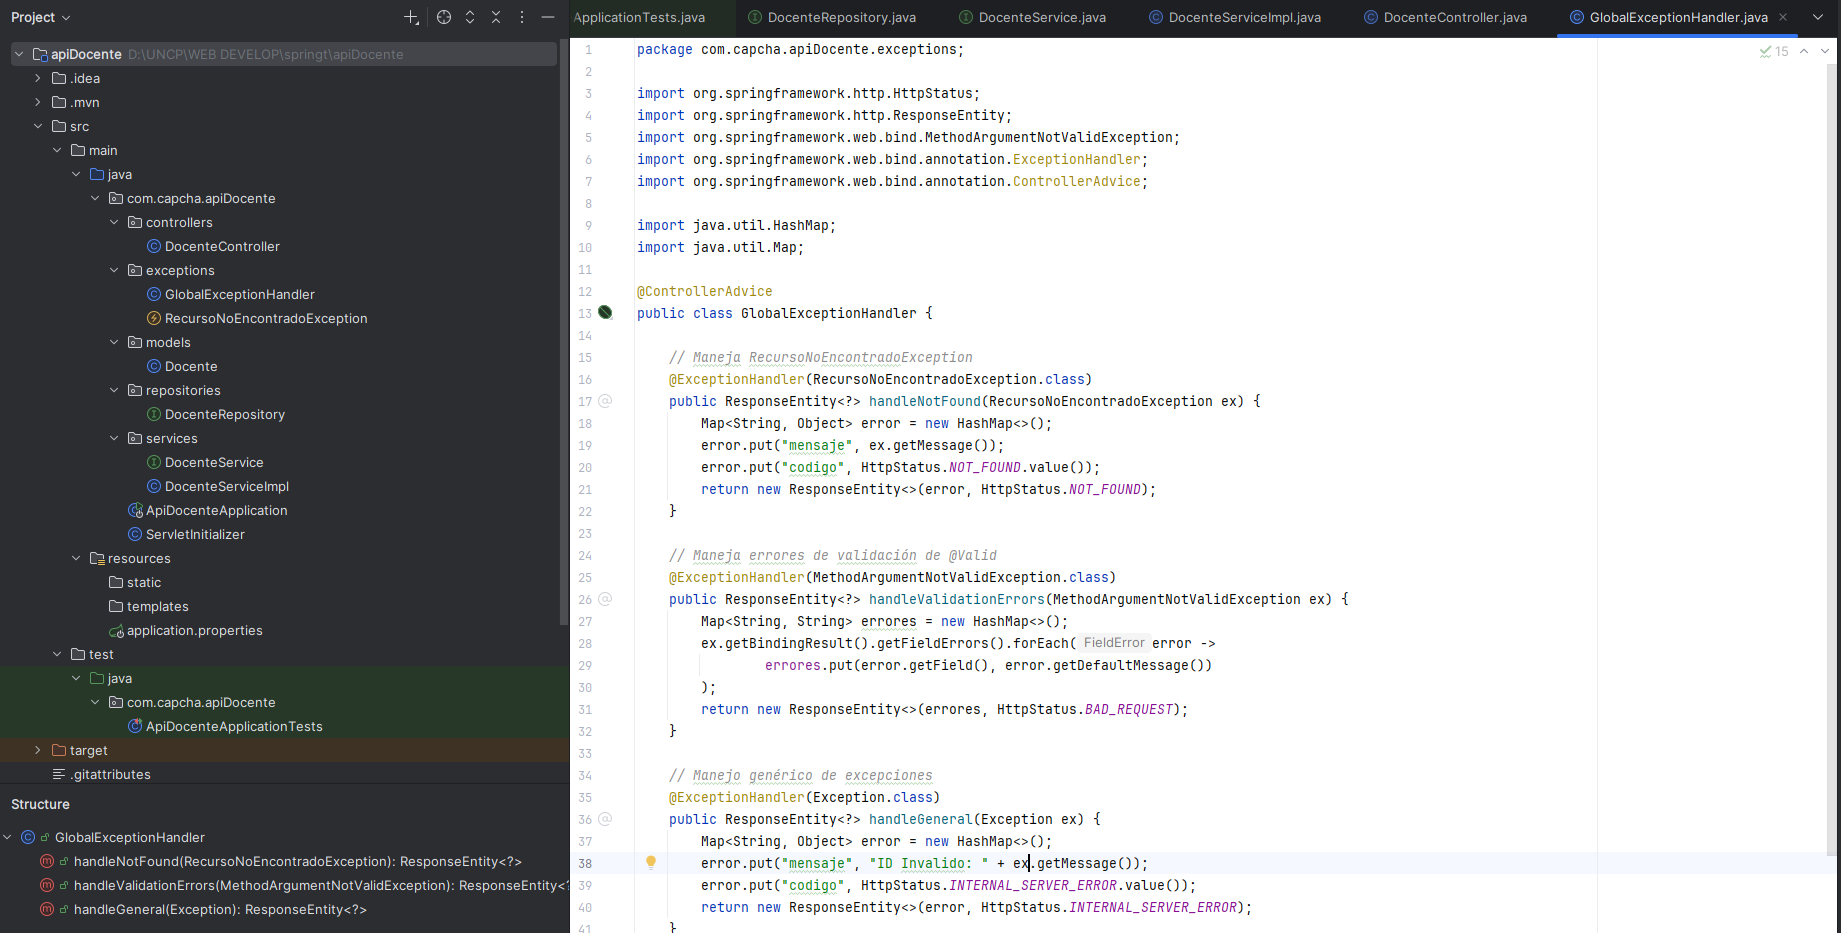 Project
apiDocente D:\UNCP\WEB DEVELOP\springt\apiDocente
.idea
.mvn
src
main
java
com.capcha.apiDocente
controllers
DocenteController
exceptions
GlobalExceptionHandler
RecursoNoEncontradoException
models
Docente
repositories
DocenteRepository
services
DocenteService
DocenteServiceImpl
ApiDocenteApplication
ServletInitializer
resources
static
templates
application.properties
test
java
com.capcha.apiDocente
ApiDocenteApplicationTests
target
.gitattributes
Structure
GlobalExceptionHandler
handleNotFound(RecursoNoEncontradoException): ResponseEntity<?>
handleValidationErrors(MethodArgumentNotValidException): ResponseEntity<?
handleGeneral(Exception): ResponseEntity<?>
ApplicationTests.java DocenteRepository.java DocenteService.java DocenteServiceImpl.java DocenteController.java GlobalExceptionHandler.java
15
1 package com.capcha.apiDocente.exceptions;
2
3 import org.springframework.http.HttpStatus;
4 import org.springframework.http.ResponseEntity;
5 import org.springframework.web.bind.MethodArgumentNotValidException;
6 import org.springframework.web.bind.annotation.ExceptionHandler;
7 import org.springframework.web.bind.annotation.ControllerAdvice;
8
9 import java.util.HashMap;
10 import java.util.Map;
11
12 @ControllerAdvice
13 public class GlobalExceptionHandler {
14
15 // Maneja RecursoNoEncontradoException
16 @ExceptionHandler(RecursoNoEncontradoException.class)
17 public ResponseEntity<?> handleNotFound(RecursoNoEncontradoException ex) {
18 Map<String, Object> error = new HashMap<>();
19 error.put("mensaje", ex.getMessage());
20 error.put("codigo", HttpStatus.NOT_FOUND.value());
21 return new ResponseEntity<>(error, HttpStatus.NOT_FOUND);
22 }
23
24 // Maneja errores de validación de @Valid
25 @ExceptionHandler(MethodArgumentNotValidException.class)
26 public ResponseEntity<?> handleValidationErrors(MethodArgumentNotValidException ex) {
27 Map<String, String> errores = new HashMap<>();
28 ex.getBindingResult().getFieldErrors().forEach( FieldError error ->
29 errores.put(error.getField(), error.getDefaultMessage())
30 );
31 return new ResponseEntity<>(errores, HttpStatus.BAD_REQUEST);
32 }
33
34 // Manejo genérico de excepciones
35 @ExceptionHandler(Exception.class)
36 public ResponseEntity<?> handleGeneral(Exception ex) {
37 Map<String, Object> error = new HashMap<>();
38 error.put("mensaje", "ID Invalido: " + ex.getMessage());
39 error.put("codigo", HttpStatus.INTERNAL_SERVER_ERROR.value());
40 return new ResponseEntity<>(error, HttpStatus.INTERNAL_SERVER_ERROR);
41 }